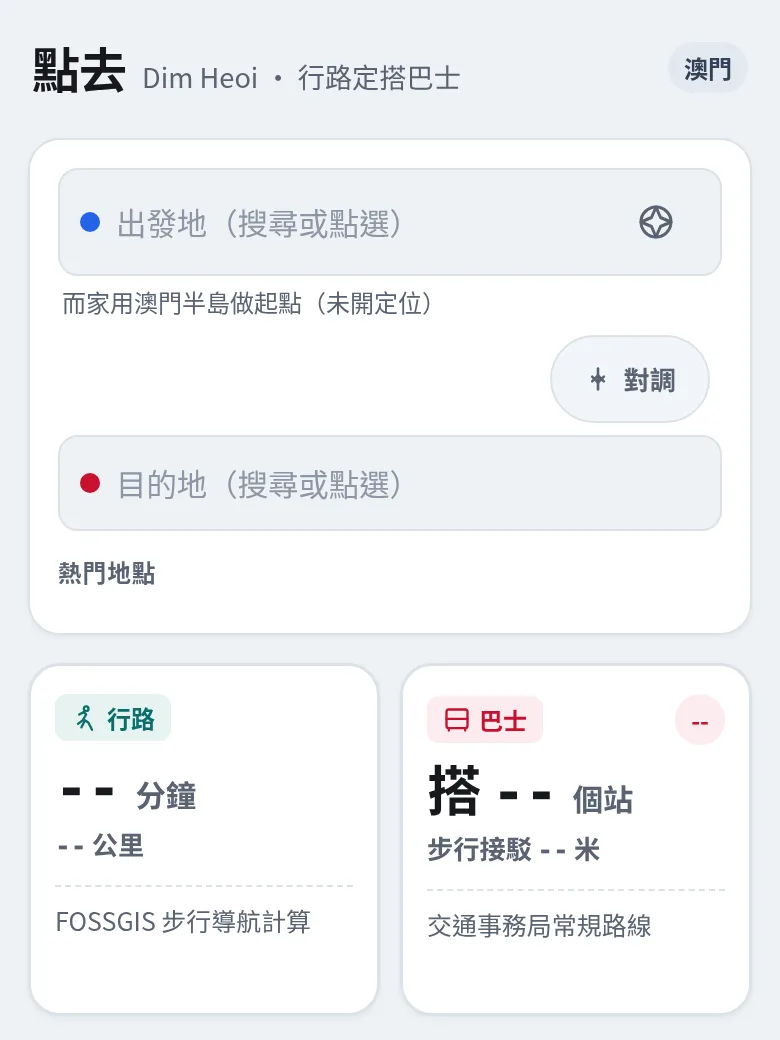 點去 Dim Heoi · 行路定搭巴士
澳門
出發地（搜尋或點選）
而家用澳門半島做起點（未開定位）
對調
目的地（搜尋或點選）
熱門地點
行路
-- 分鐘
-- 公里
FOSSGIS 步行導航計算
巴士
--
搭 -- 個站
步行接駁 -- 米
交通事務局常規路線